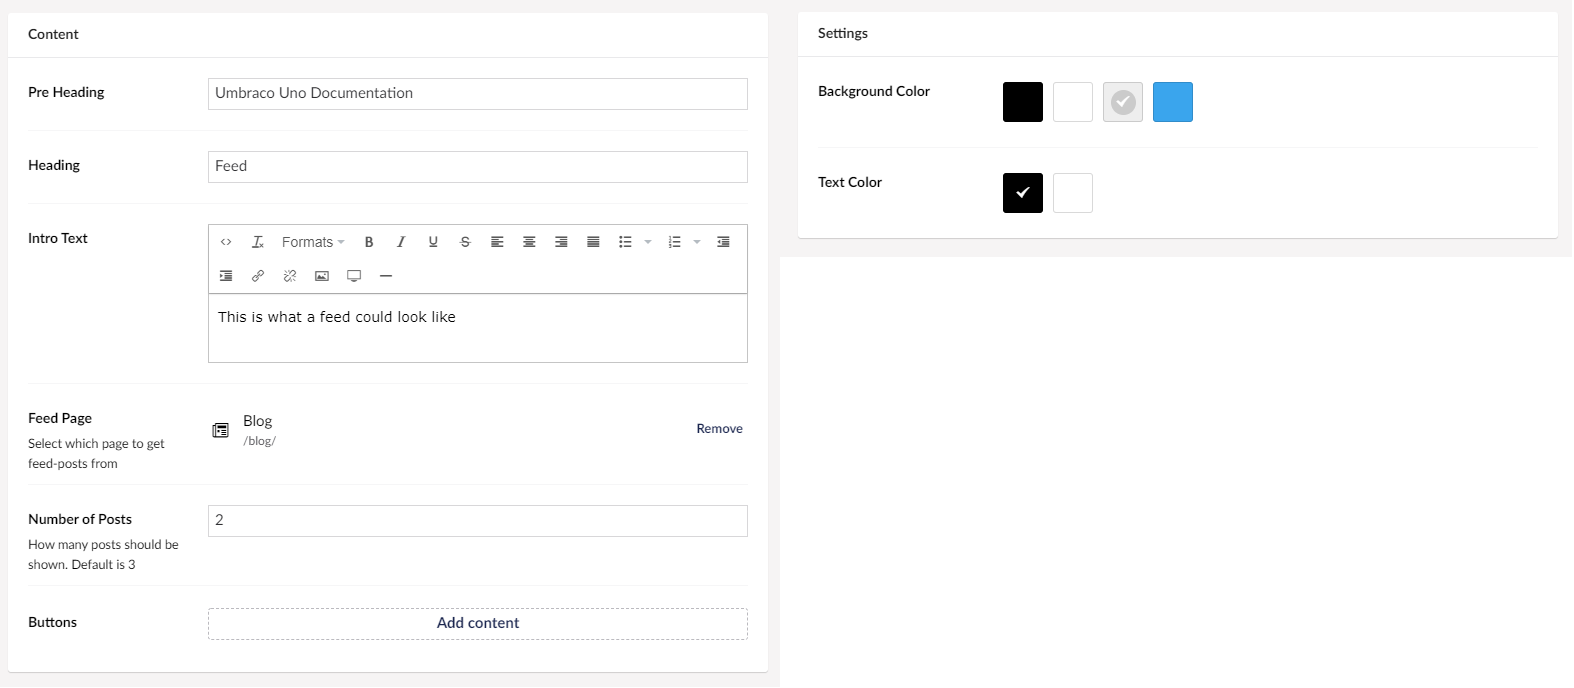 Content
Pre Heading
Umbraco Uno Documentation
Heading
Feed
Intro Text
Formats
This is what a feed could look like
Feed Page
Select which page to get
feed-posts from
Blog
/blog/
Remove
Number of Posts
How many posts should be
shown. Default is 3
2
Buttons
Add content
Settings
Background Color
Text Color